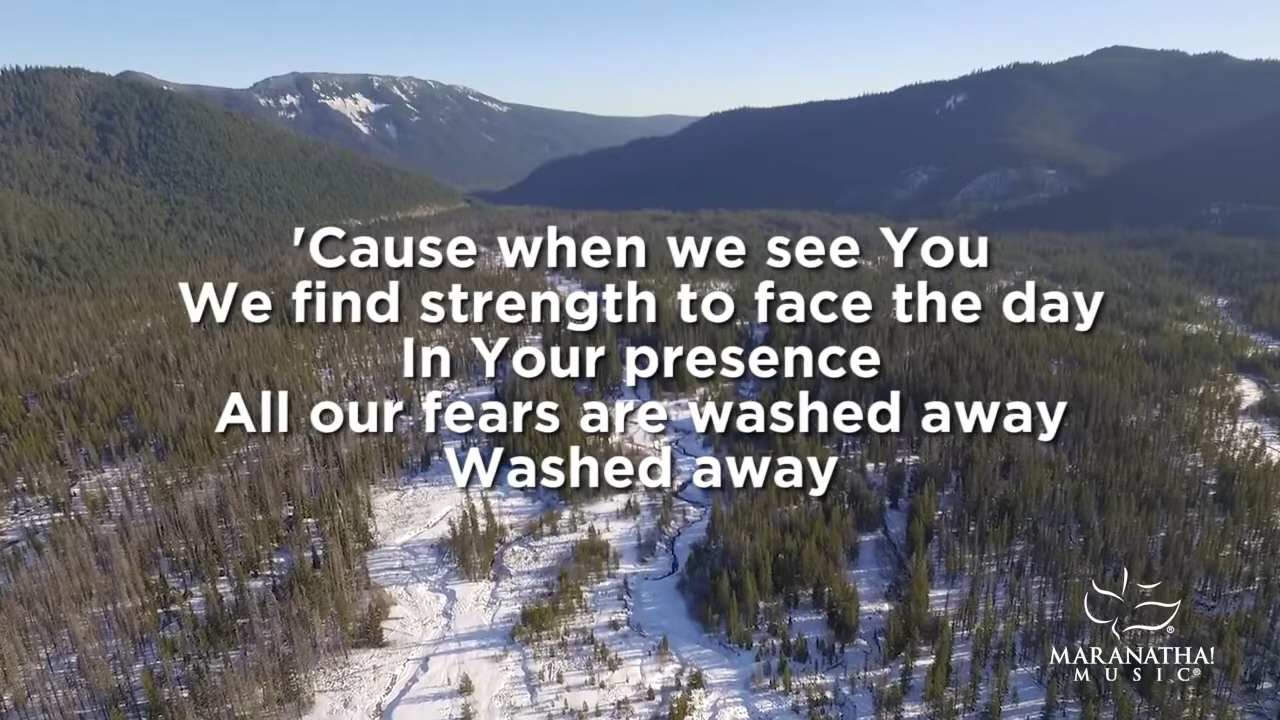 'Cause when we see You
We find strength to face the day
In Your presence
All our fears are washed away
Washed away
®
MARANATHA!
MUSIC®